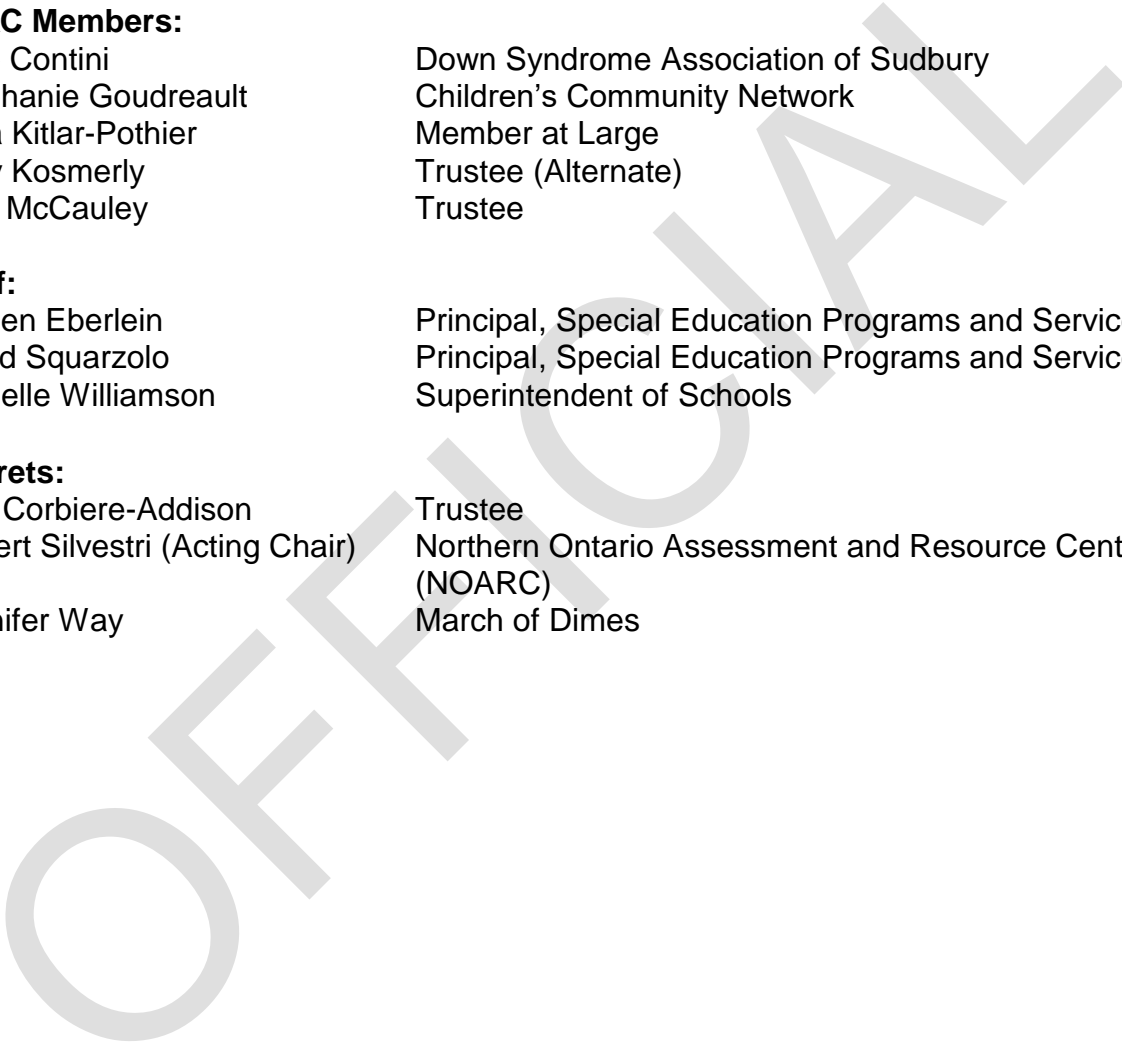 C Members:
Contini Down Syndrome Association of Sudbury
hanie Goudreault Children's Community Network
Kitlar-Pothier Member at Large
Kosmerly Trustee (Alternate)
McCauley Trustee
f:
en Eberlein Principal, Special Education Programs and Servic
d Squarzolo Principal, Special Education Programs and Servic
elle Williamson Superintendent of Schools
rets:
Corbiere-Addison Trustee
ert Silvestri (Acting Chair) Northern Ontario Assessment and Resource Cent
(NOARC)
nifer Way March of Dimes
OFFICIAL